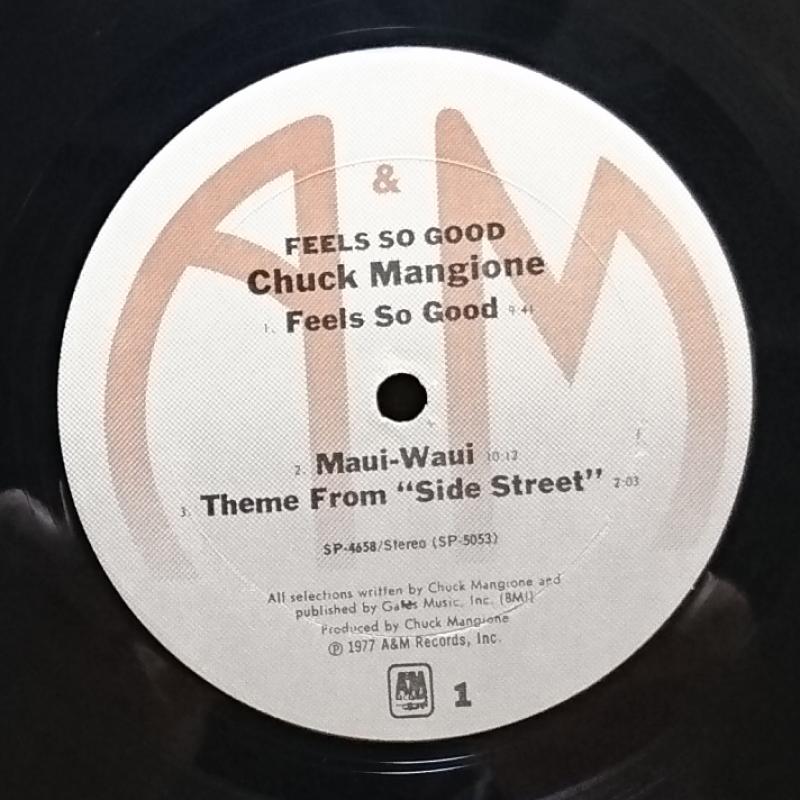 A & M
FEELS SO GOOD
Chuck Mangione
1. Feels So Good 9:41
2. Maui-Waui 10:12
3. Theme From “Side Street” 2:03
SP-4658/Stereo (SP-5053)
All selections written by Chuck Mangione and
published by Gates Music, Inc. (BMI)
Produced by Chuck Mangione
℗ 1977 A&M Records, Inc.
A&M 1